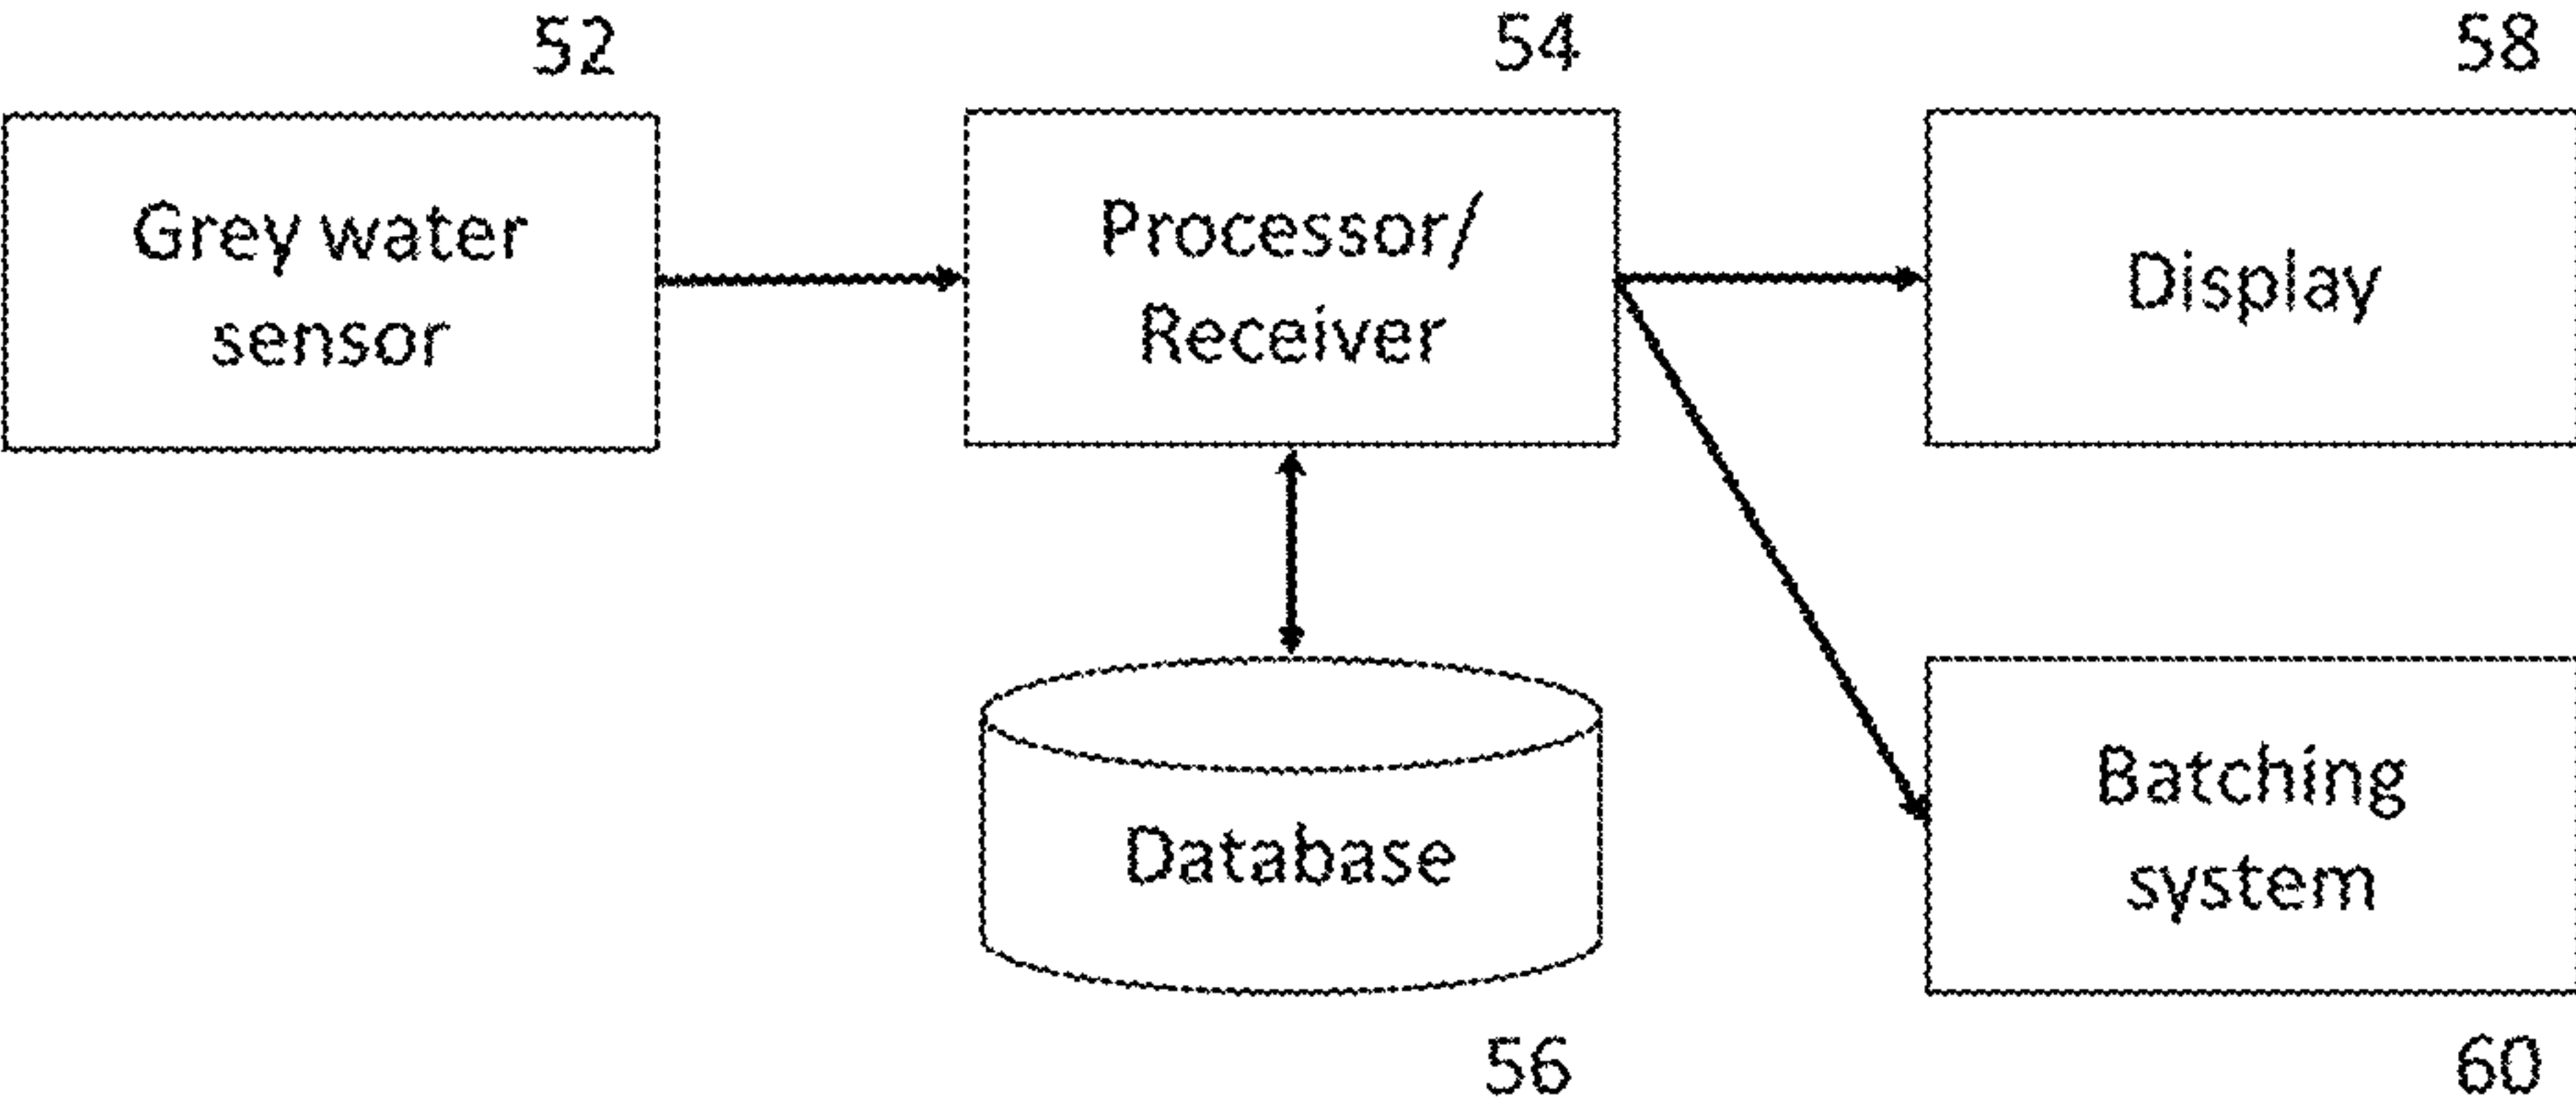 52
54
58
Grey water
sensor
Processor/
Receiver
Display
Database
Batching
system
56
60